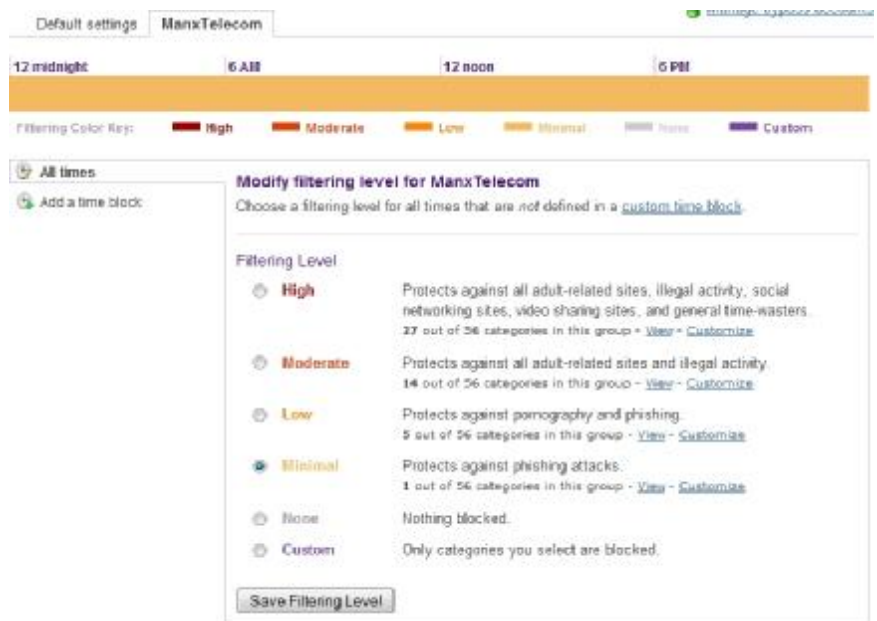 Default settings
ManxTelecom
12 midnight
6 AM
12 noon
6 PM
Filtering Color Key:
High
Moderate
Low
Minimal
None
Custom
All times
Add a time block
Modify filtering level for ManxTelecom
Choose a filtering level for all times that are not defined in a custom time block.
Filtering Level
High
Protects against all adult-related sites, illegal activity, social
networking sites, video sharing sites, and general time-wasters.
27 out of 56 categories in this group - View - Customize
Moderate
Protects against all adult-related sites and illegal activity.
14 out of 56 categories in this group - View - Customize
Low
Protects against pornography and phishing.
5 out of 56 categories in this group - View - Customize
Minimal
Protects against phishing attacks.
1 out of 56 categories in this group - View - Customize
None
Nothing blocked.
Custom
Only categories you select are blocked.
Save Filtering Level